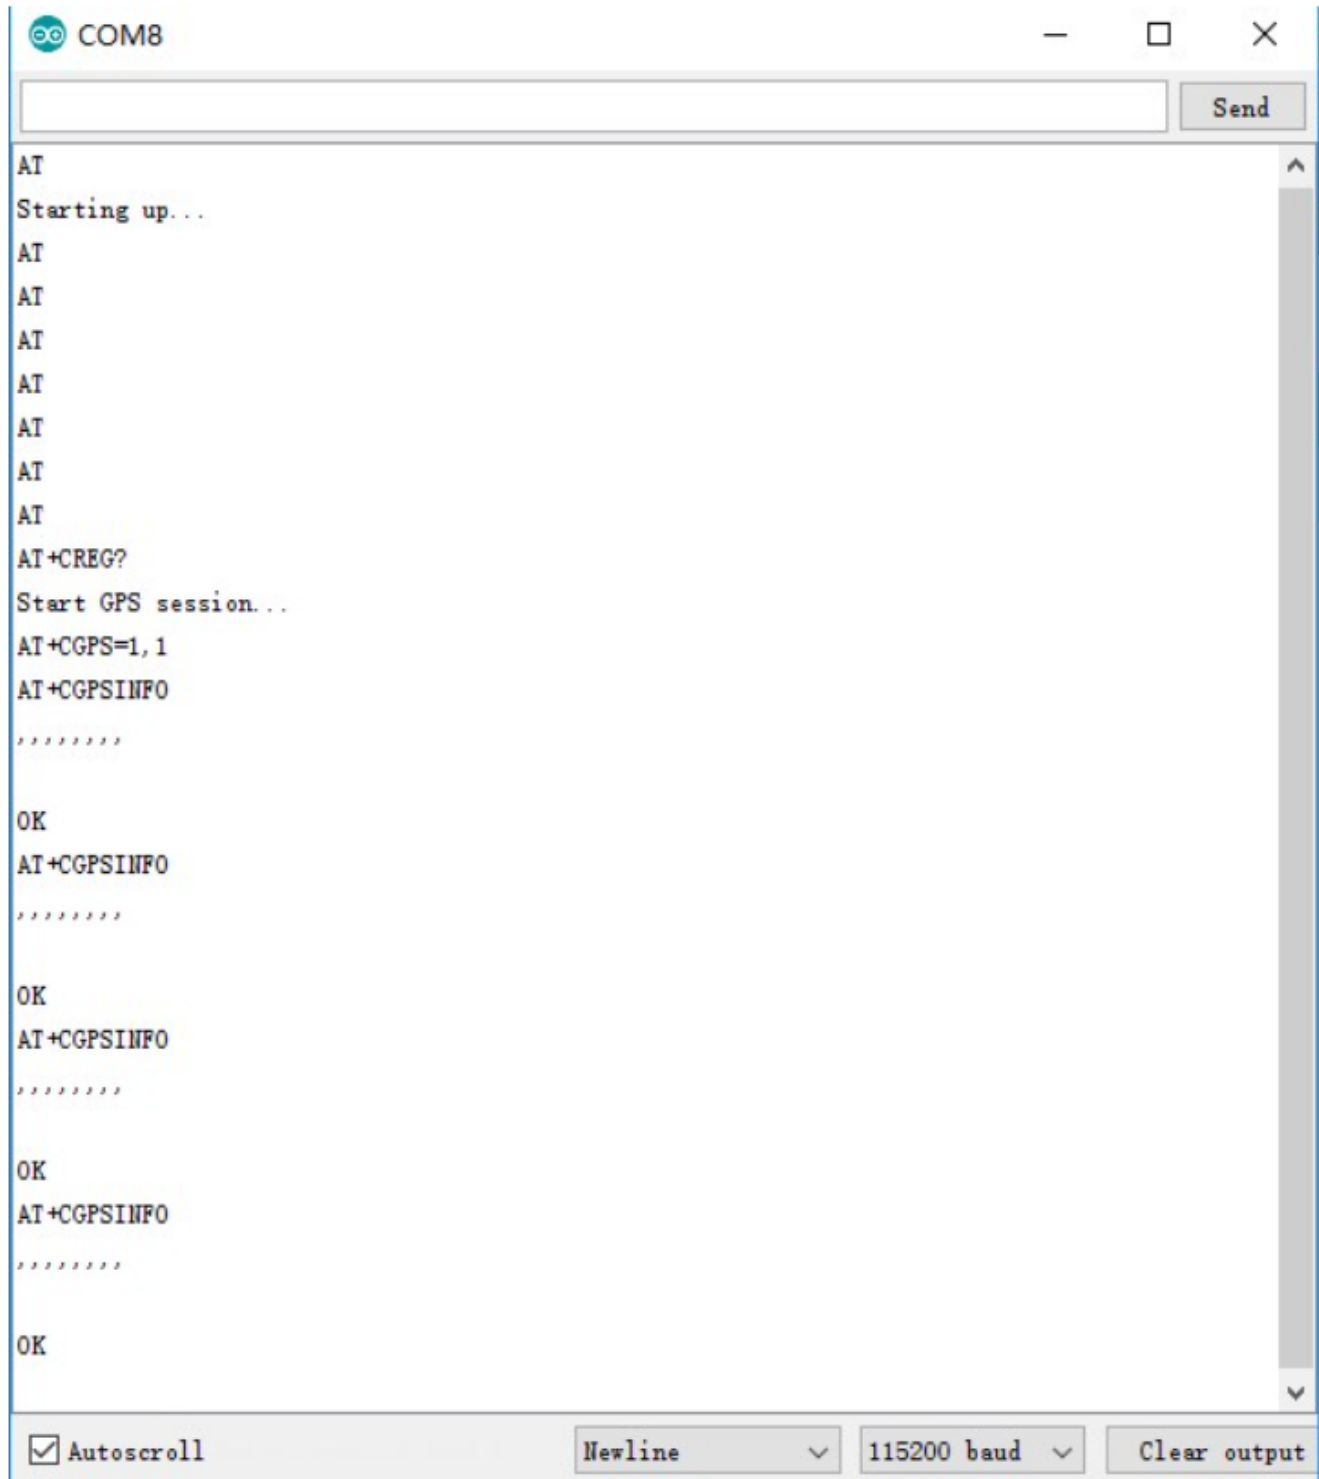 COM8
Send
AT
Starting up...
AT
AT
AT
AT
AT
AT
AT
AT+CREG?
Start GPS session...
AT+CGPS=1,1
AT+CGPSINFO
,,,,,,,,
OK
AT+CGPSINFO
,,,,,,,,
OK
AT+CGPSINFO
,,,,,,,,
OK
AT+CGPSINFO
,,,,,,,,
OK
Autoscroll
Newline
115200 baud
Clear output